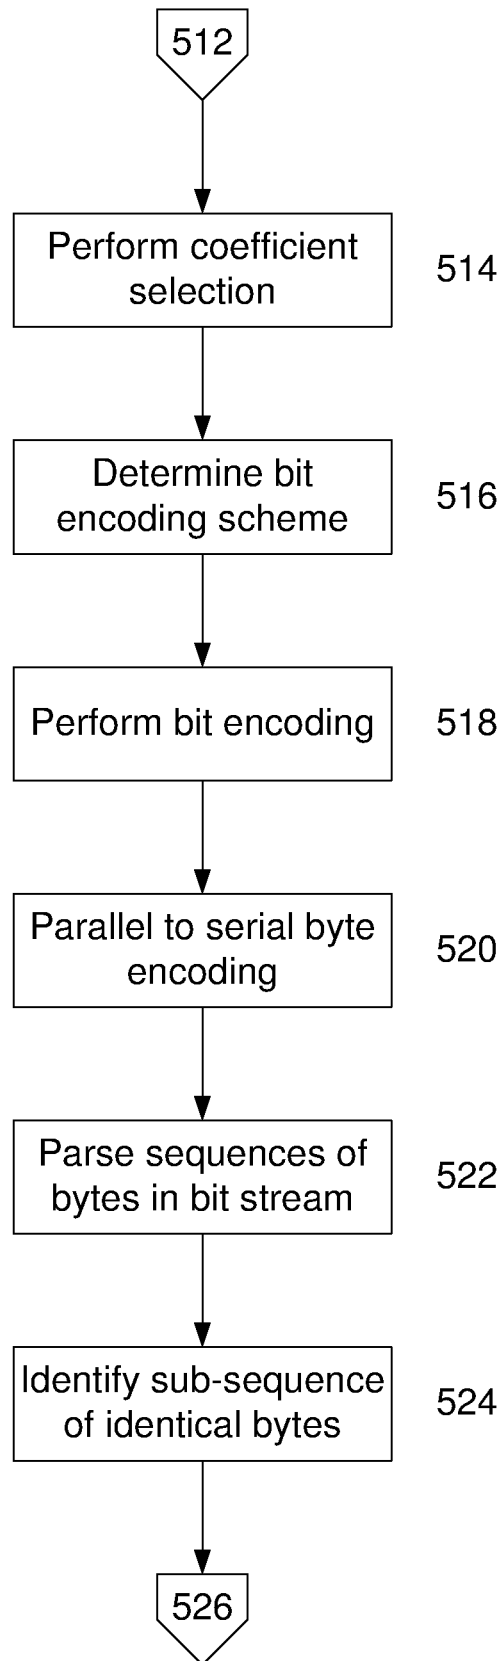 512
Perform coefficient
selection
514
Determine bit
encoding scheme
516
Perform bit encoding
518
Parallel to serial byte
encoding
520
Parse sequences of
bytes in bit stream
522
Identify sub-sequence
of identical bytes
524
526